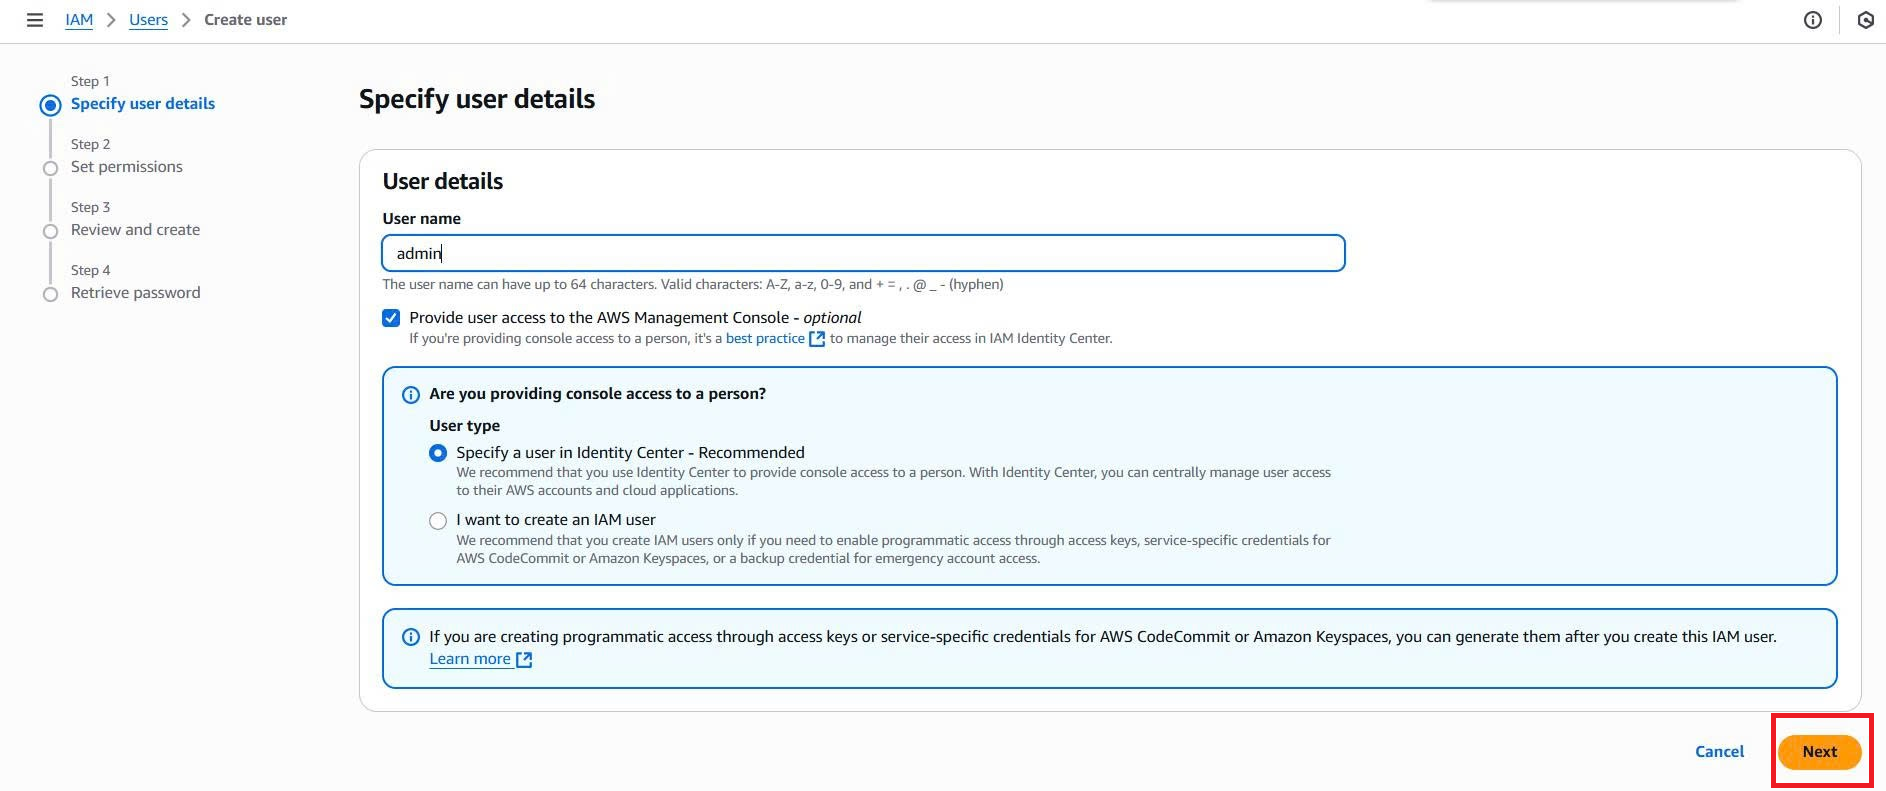 IAM > Users > Create user
Step 1
Specify user details
Step 2
Set permissions
Step 3
Review and create
Step 4
Retrieve password
Specify user details
User details
User name
admin
The user name can have up to 64 characters. Valid characters: A-Z, a-z, 0-9, and + = , . @ _ - (hyphen)
Provide user access to the AWS Management Console - optional
If you're providing console access to a person, it's a best practice to manage their access in IAM Identity Center.
Are you providing console access to a person?
User type
Specify a user in Identity Center - Recommended
We recommend that you use Identity Center to provide console access to a person. With Identity Center, you can centrally manage user access
to their AWS accounts and cloud applications.
I want to create an IAM user
We recommend that you create IAM users only if you need to enable programmatic access through access keys, service-specific credentials for
AWS CodeCommit or Amazon Keyspaces, or a backup credential for emergency account access.
If you are creating programmatic access through access keys or service-specific credentials for AWS CodeCommit or Amazon Keyspaces, you can generate them after you create this IAM user.
Learn more
Cancel
Next